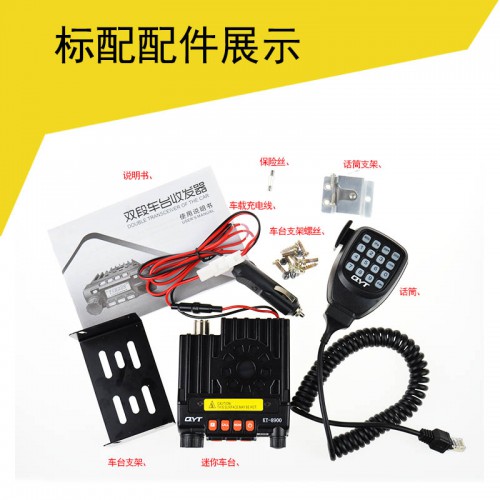 标配配件展示
保险丝、
话筒支架、
说明书、
双段车台收发器
DOUBLE TRANSCEIVER OF THE CAR
使用说明书
USER'S MANUAL
车载充电线、
车台支架螺丝、
QYT
话筒、
CAUTION
QYT
KT-8900
车台支架、
迷你车台、